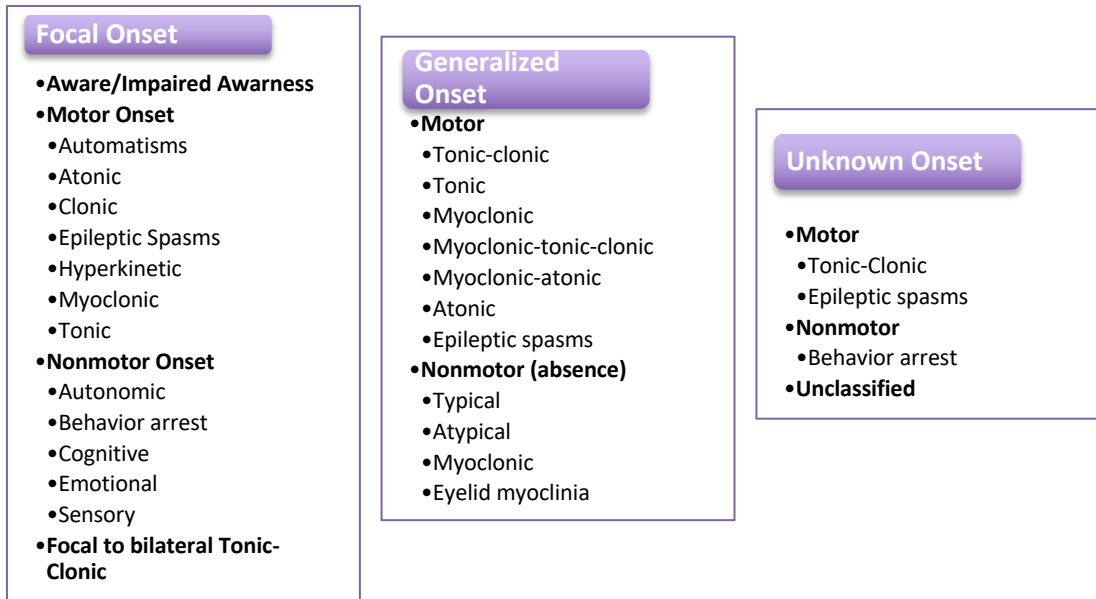 Focal Onset
•Aware/Impaired Awarness
•Motor Onset
•Automatisms
•Atonic
•Clonic
•Epileptic Spasms
•Hyperkinetic
•Myoclonic
•Tonic
•Nonmotor Onset
•Autonomic
•Behavior arrest
•Cognitive
•Emotional
•Sensory
•Focal to bilateral Tonic-
Clonic
Generalized
Onset
•Motor
•Tonic-clonic
•Tonic
•Myoclonic
•Myoclonic-tonic-clonic
•Myoclonic-atonic
•Atonic
•Epileptic spasms
•Nonmotor (absence)
•Typical
•Atypical
•Myoclonic
•Eyelid myoclinia
Unknown Onset
•Motor
•Tonic-Clonic
•Epileptic spasms
•Nonmotor
•Behavior arrest
•Unclassified